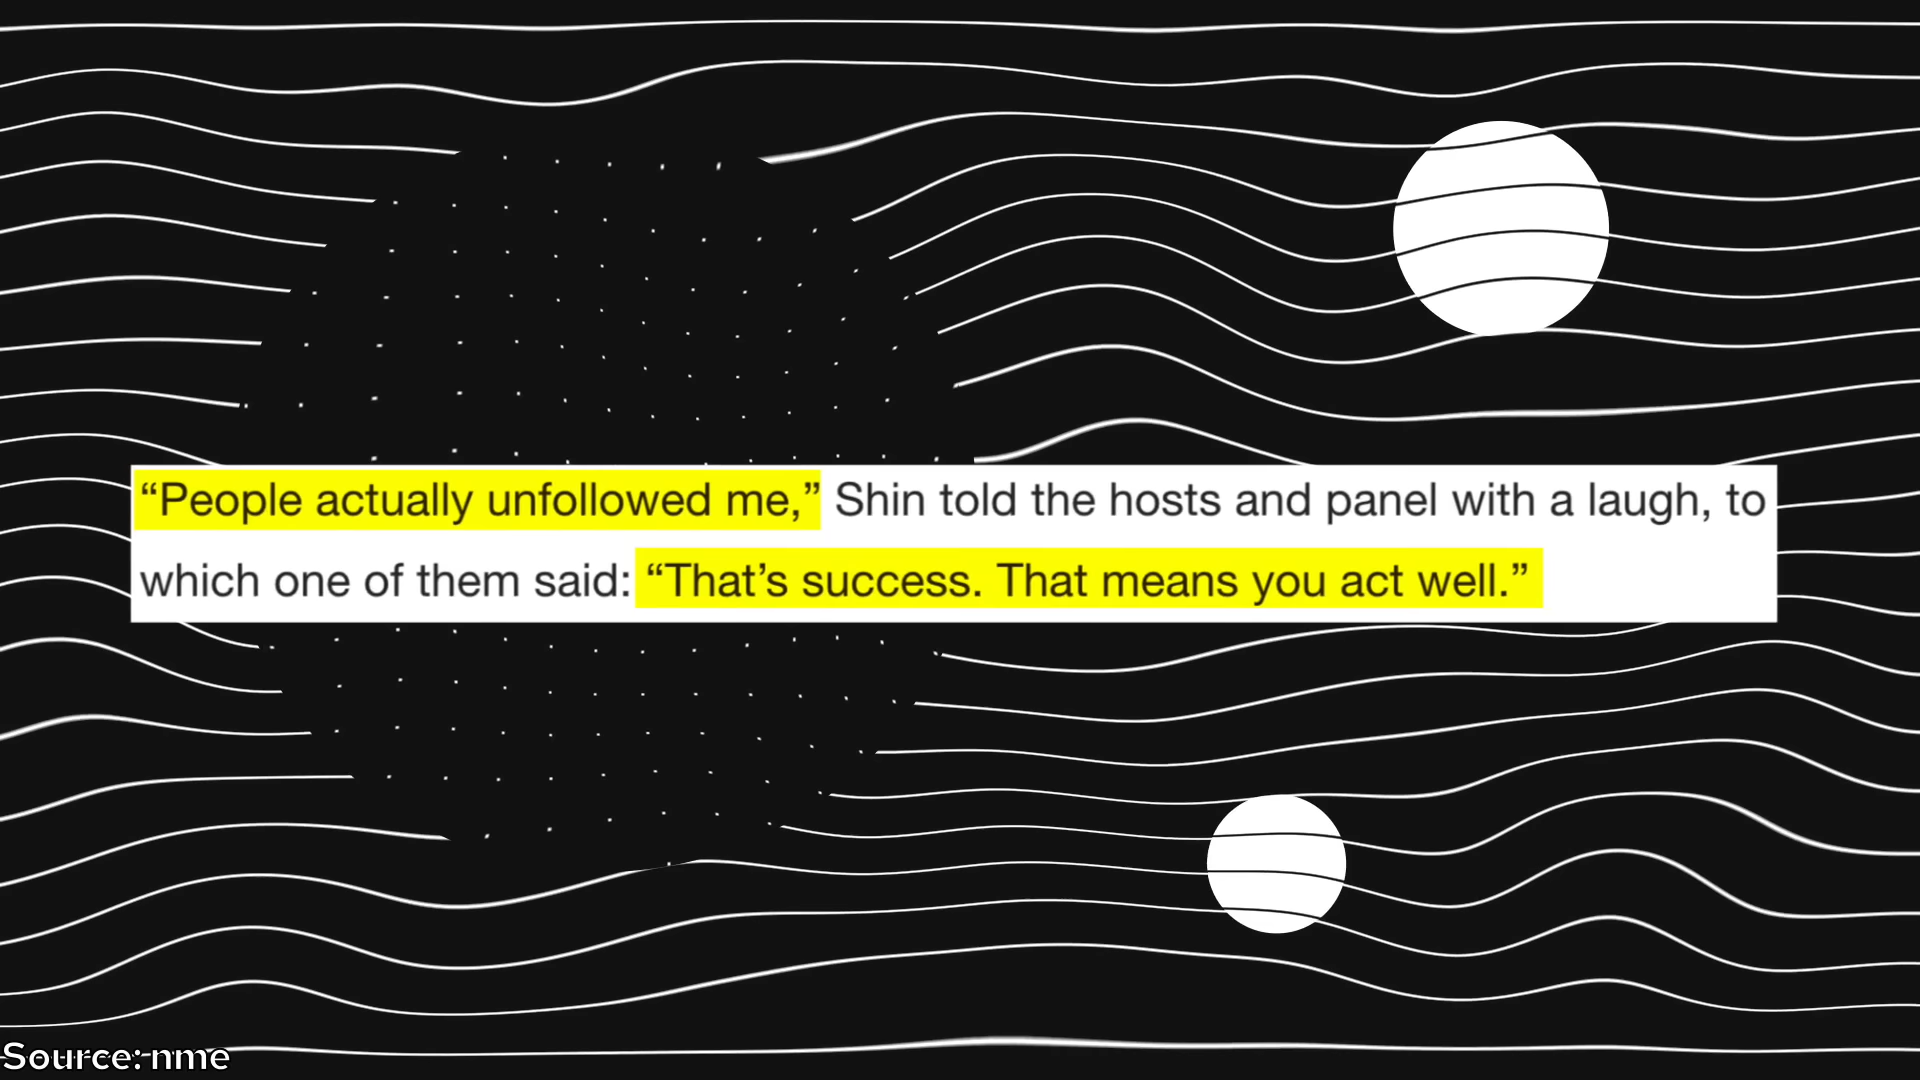 “People actually unfollowed me,” Shin told the hosts and panel with a laugh, to
which one of them said: “That’s success. That means you act well.”
Source: nme